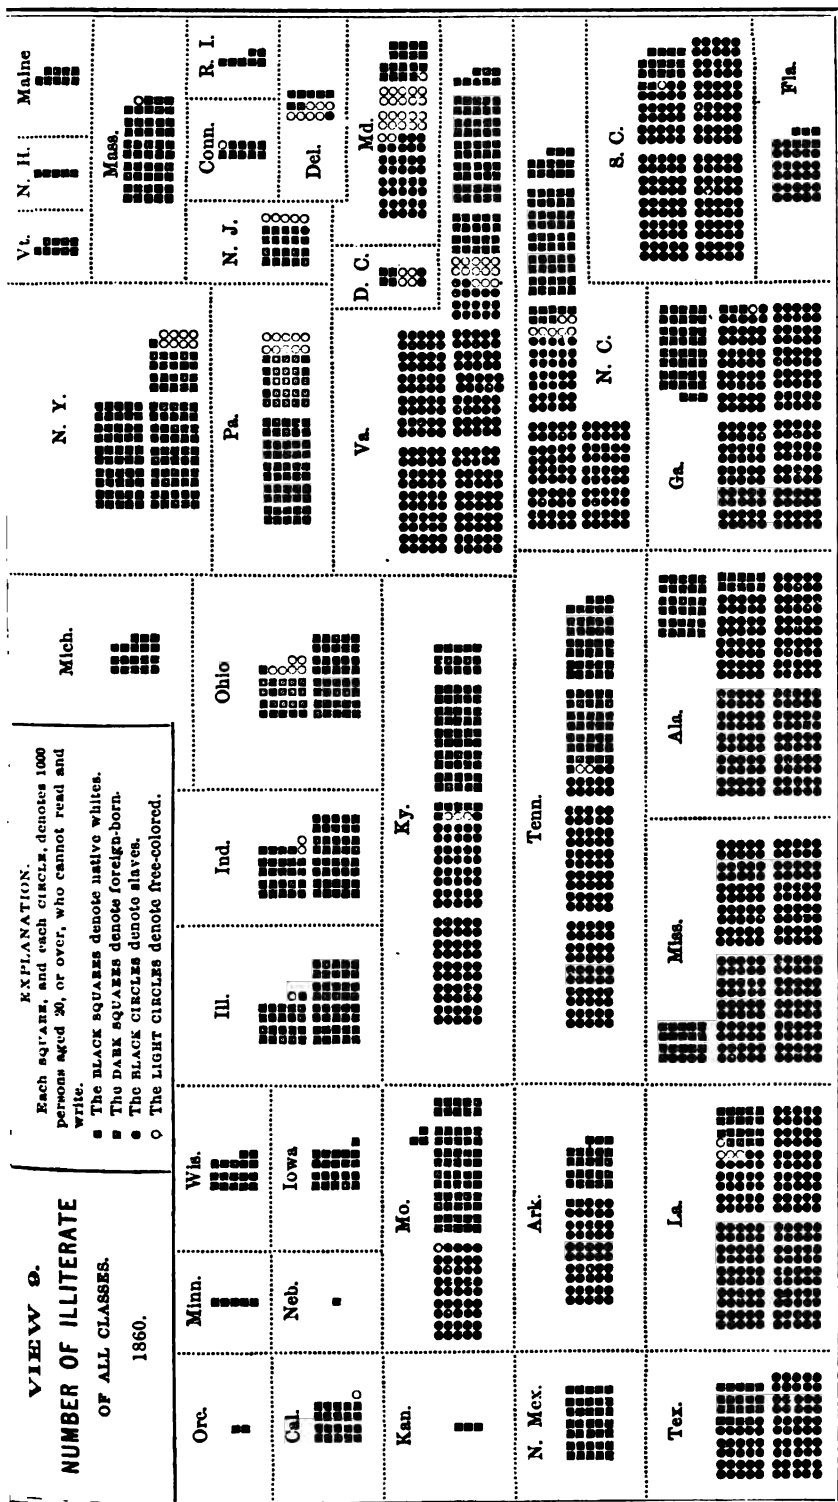 VIEW 9.
NUMBER OF ILLITERATE
OF ALL CLASSES.
1860.
EXPLANATION.
Each SQUARE, and each CIRCLE, denotes 1000
persons aged 20, or over, who cannot read and
write.
The BLACK SQUARES denote native whites.
The DARK SQUARES denote foreign-born.
The BLACK CIRCLES denote slaves.
The LIGHT CIRCLES denote free-colored.
Mich.
N. Y.
Vt.
N. H.
Maine
Mass.
Ore.
Minn.
Wis.
Ill.
Ind.
Ohio
Pa.
N. J.
Conn.
R. I.
Cal.
Neb.
Iowa
Del.
Kan.
Mo.
Ky.
Va.
D. C.
Md.
N. Mex.
Ark.
Tenn.
N. C.
S. C.
Tex.
La.
Miss.
Ala.
Ga.
Fla.